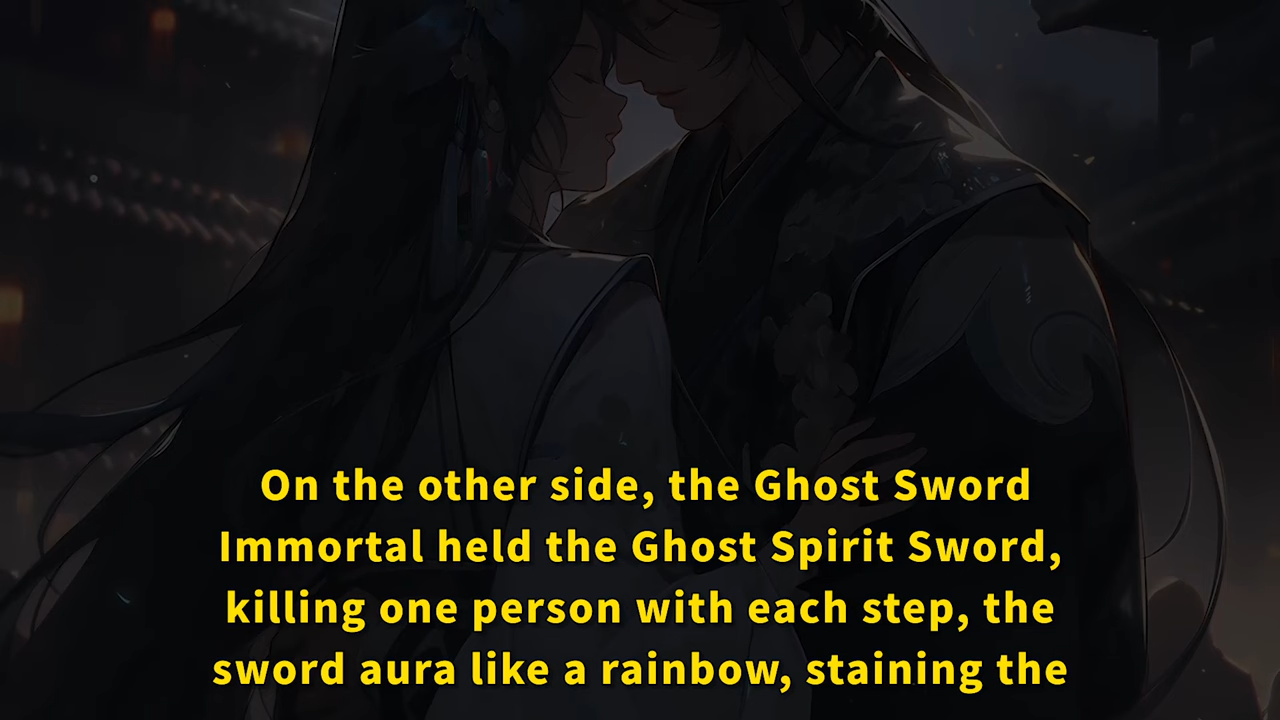 On the other side, the Ghost Sword
Immortal held the Ghost Spirit Sword,
killing one person with each step, the
sword aura like a rainbow, staining the